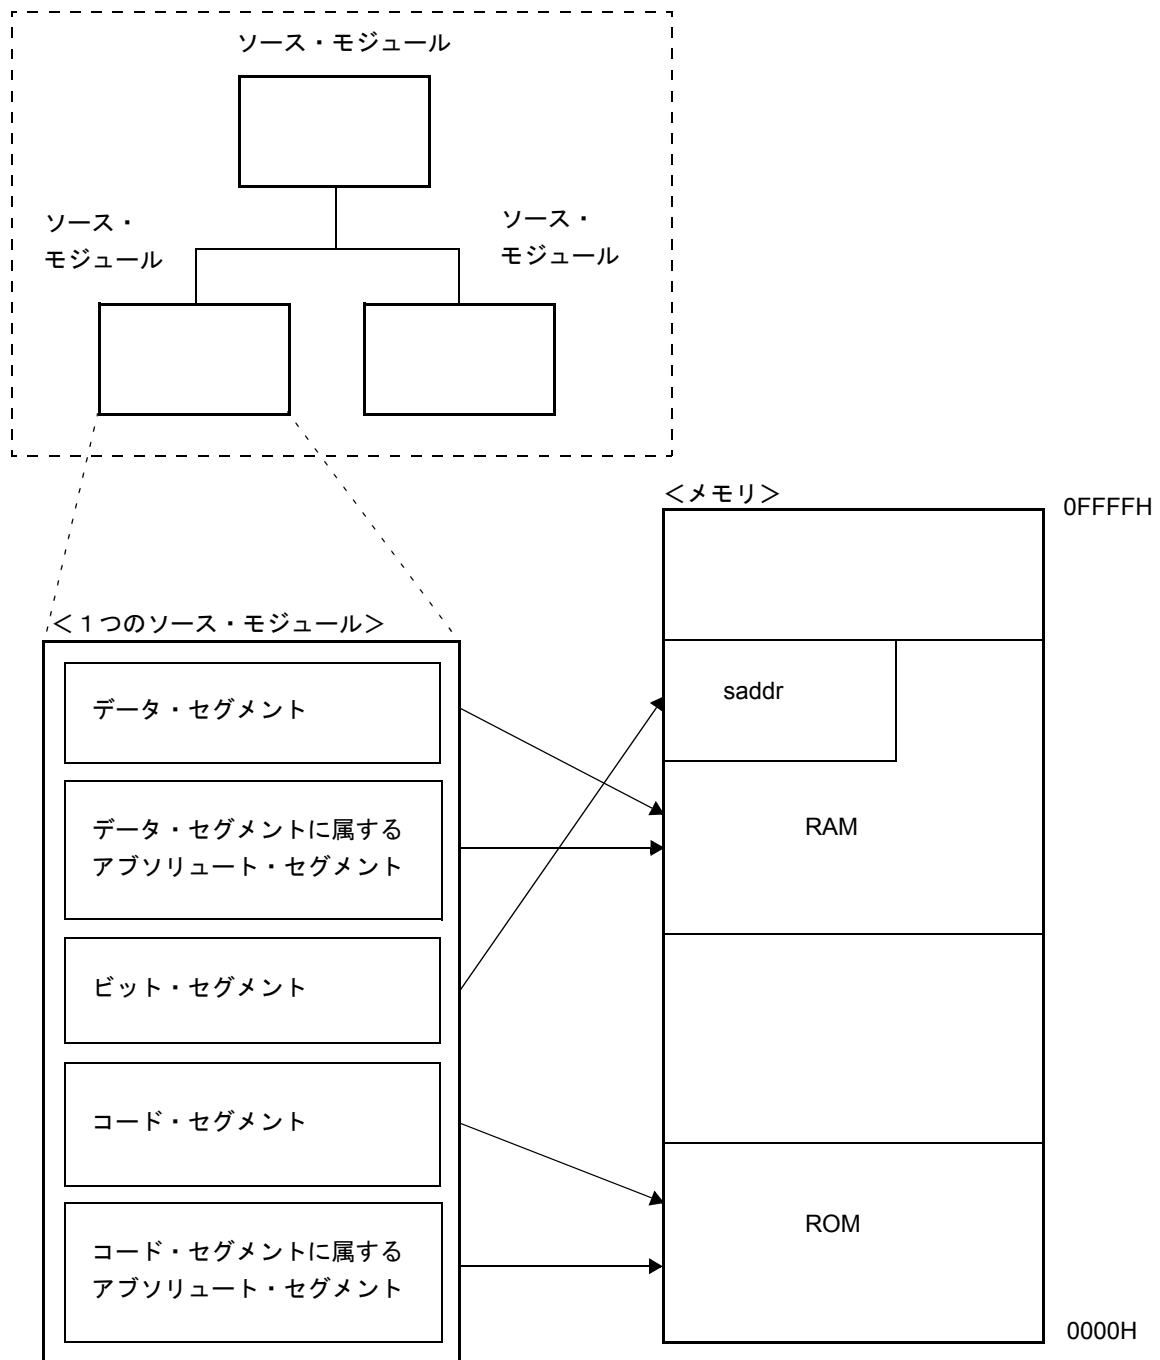 ソース・モジュール
ソース・
モジュール
ソース・
モジュール
＜メモリ＞
0FFFFH
＜１つのソース・モジュール＞
データ・セグメント
saddr
データ・セグメントに属する
アブソリュート・セグメント
RAM
ビット・セグメント
コード・セグメント
コード・セグメントに属する
アブソリュート・セグメント
ROM
0000H